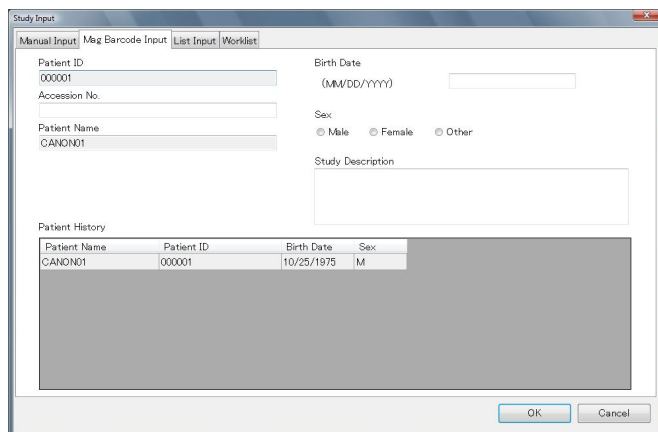 Study Input
Manual Input Mag Barcode Input List Input Worklist
Patient ID
000001
Accession No.
Patient Name
CANON01
Birth Date
(MM/DD/YYYY)
Sex
Male Female Other
Study Description
Patient History
Patient Name Patient ID Birth Date Sex
CANON01 000001 10/25/1975 M
OK Cancel